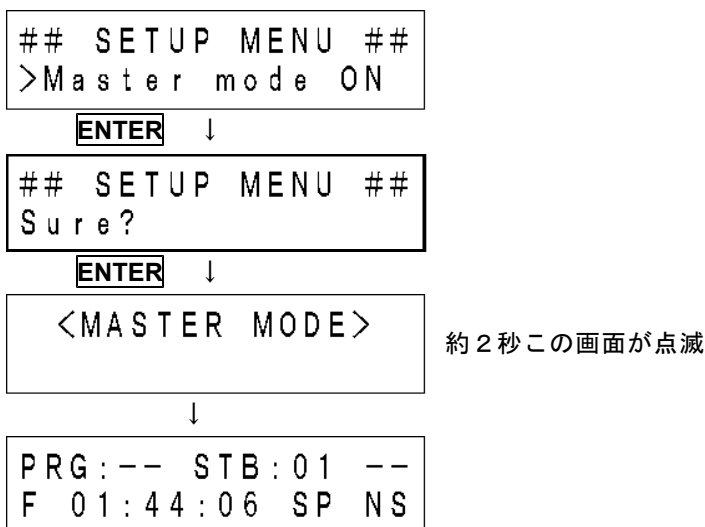 ## SETUP MENU ##
>Master mode ON
ENTER ↓
## SETUP MENU ##
Sure?
ENTER ↓
<MASTER MODE>
約２秒この画面が点滅
↓
PRG:-- STB:01 --
F 01:44:06 SP NS